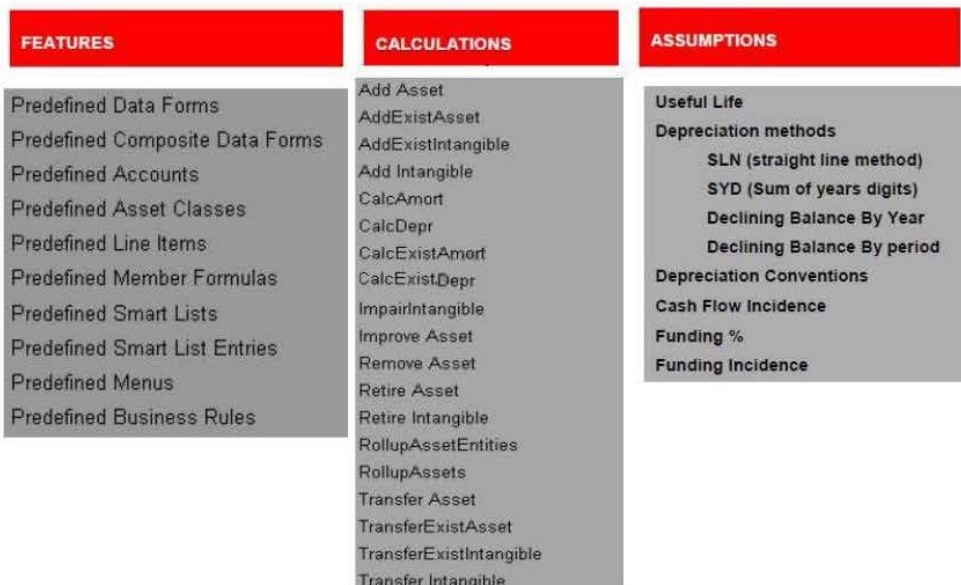 FEATURES
Predefined Data Forms
Predefined Composite Data Forms
Predefined Accounts
Predefined Asset Classes
Predefined Line Items
Predefined Member Formulas
Predefined Smart Lists
Predefined Smart List Entries
Predefined Menus
Predefined Business Rules
CALCULATIONS
Add Asset
AddExistAsset
AddExistIntangible
Add Intangible
CalcAmort
CalcDepr
CalcExistAmort
CalcExistDepr
ImpairIntangible
Improve Asset
Remove Asset
Retire Asset
Retire Intangible
RollupAssetEntities
RollupAssets
Transfer Asset
TransferExistAsset
TransferExistIntangible
Transfer Intangible
ASSUMPTIONS
Useful Life
Depreciation methods
SLN (straight line method)
SYD (Sum of years digits)
Declining Balance By Year
Declining Balance By period
Depreciation Conventions
Cash Flow Incidence
Funding %
Funding Incidence